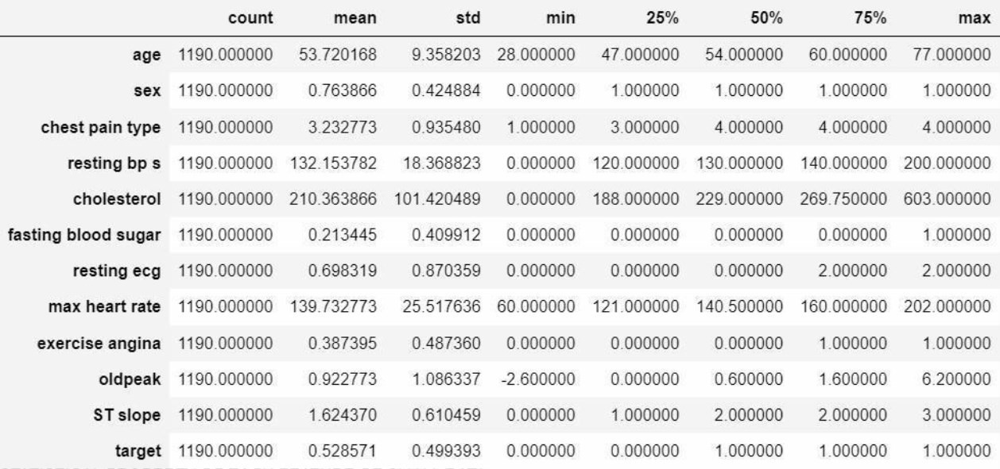 count mean std min 25% 50% 75% max
age 1190.000000 53.720168 9.358203 28.000000 47.000000 54.000000 60.000000 77.000000
sex 1190.000000 0.763866 0.424884 0.000000 1.000000 1.000000 1.000000 1.000000
chest pain type 1190.000000 3.232773 0.935480 1.000000 3.000000 4.000000 4.000000 4.000000
resting bp s 1190.000000 132.153782 18.368823 0.000000 120.000000 130.000000 140.000000 200.000000
cholesterol 1190.000000 210.363866 101.420489 0.000000 188.000000 229.000000 269.750000 603.000000
fasting blood sugar 1190.000000 0.213445 0.409912 0.000000 0.000000 0.000000 0.000000 1.000000
resting ecg 1190.000000 0.698319 0.870359 0.000000 0.000000 0.000000 2.000000 2.000000
max heart rate 1190.000000 139.732773 25.517636 60.000000 121.000000 140.500000 160.000000 202.000000
exercise angina 1190.000000 0.387395 0.487360 0.000000 0.000000 0.000000 1.000000 1.000000
oldpeak 1190.000000 0.922773 1.086337 -2.600000 0.000000 0.600000 1.600000 6.200000
ST slope 1190.000000 1.624370 0.610459 0.000000 1.000000 2.000000 2.000000 3.000000
target 1190.000000 0.528571 0.499393 0.000000 0.000000 1.000000 1.000000 1.000000